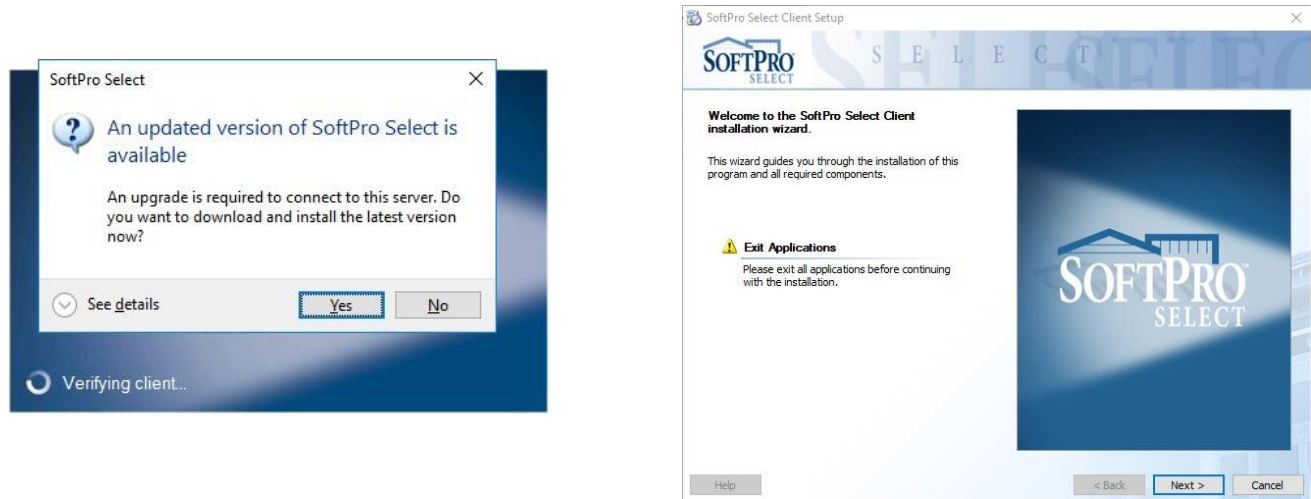 SoftPro Select
An updated version of SoftPro Select is
available
An upgrade is required to connect to this server. Do
you want to download and install the latest version
now?
See details
Yes
No
Verifying client...
SoftPro Select Client Setup
SOFTPRO
SELECT
SELECT
Welcome to the SoftPro Select Client
installation wizard.
This wizard guides you through the installation of this
program and all required components.
Exit Applications
Please exit all applications before continuing
with the installation.
SOFTPRO™
SELECT
Help
< Back
Next >
Cancel